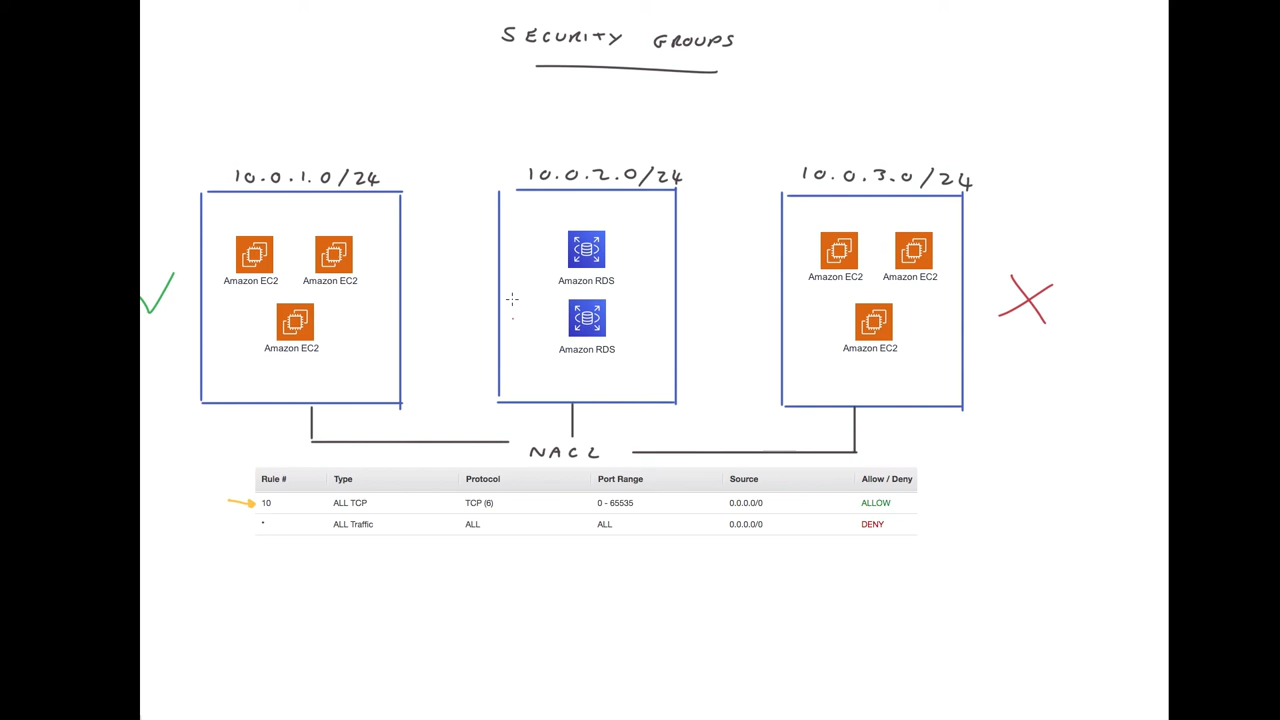 SECURITY GROUPS
10.0.1.0/24
10.0.2.0/24
10.0.3.0/24
Amazon EC2 Amazon EC2
Amazon EC2
Amazon RDS
Amazon RDS
Amazon EC2 Amazon EC2
Amazon EC2
NACL
Rule # Type Protocol Port Range Source Allow / Deny
10 ALL TCP TCP (6) 0 - 65535 0.0.0.0/0 ALLOW
* ALL Traffic ALL ALL 0.0.0.0/0 DENY